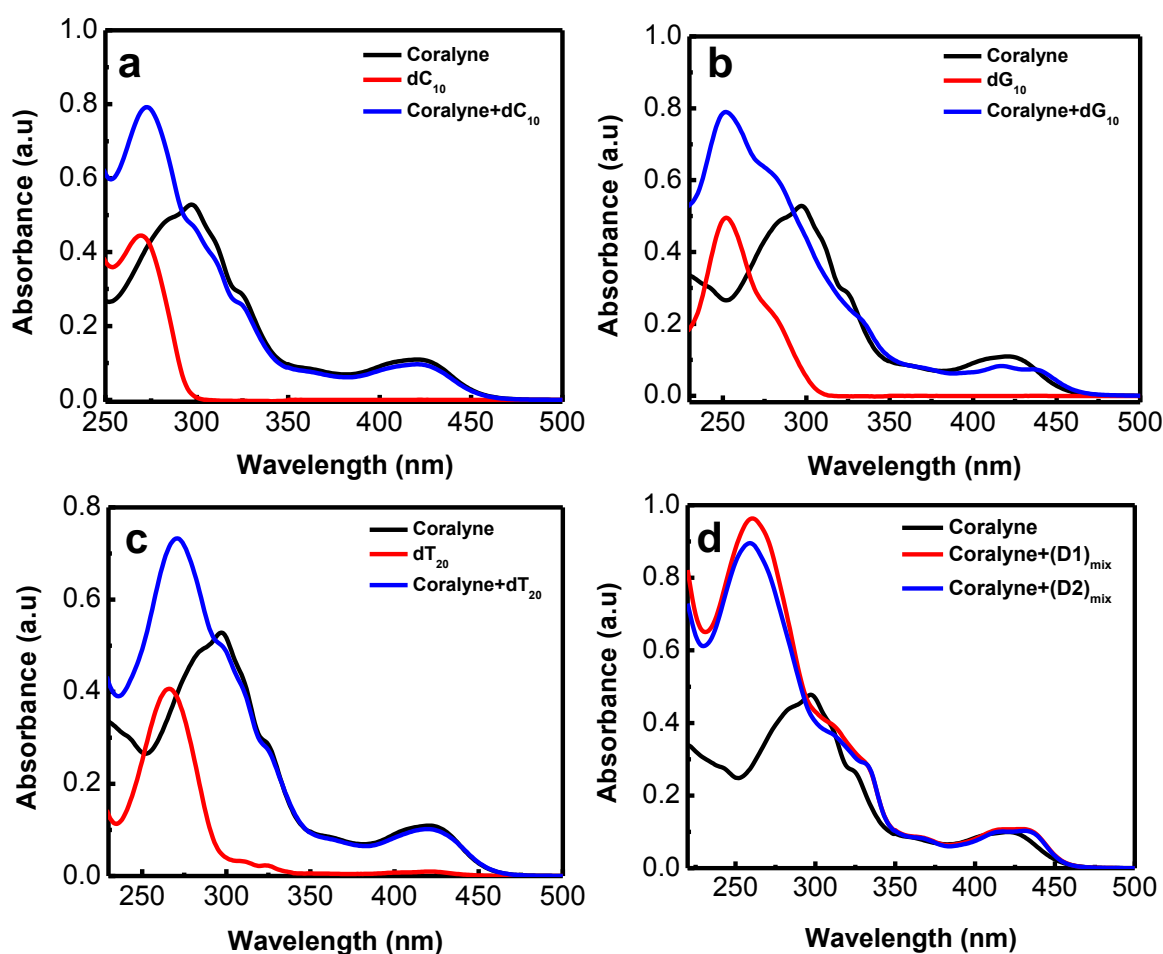 a
Coralyne
dC10
Coralyne+dC10
Absorbance (a.u)
1.0
0.8
0.6
0.4
0.2
0.0
250 300 350 400 450 500
Wavelength (nm)
b
Coralyne
dG10
Coralyne+dG10
Absorbance (a.u)
1.0
0.8
0.6
0.4
0.2
0.0
250 300 350 400 450 500
Wavelength (nm)
c
Coralyne
dT20
Coralyne+dT20
Absorbance (a.u)
0.8
0.6
0.4
0.2
0.0
250 300 350 400 450 500
Wavelength (nm)
d
Coralyne
Coralyne+(D1)mix
Coralyne+(D2)mix
Absorbance (a.u)
1.0
0.8
0.6
0.4
0.2
0.0
250 300 350 400 450 500
Wavelength (nm)